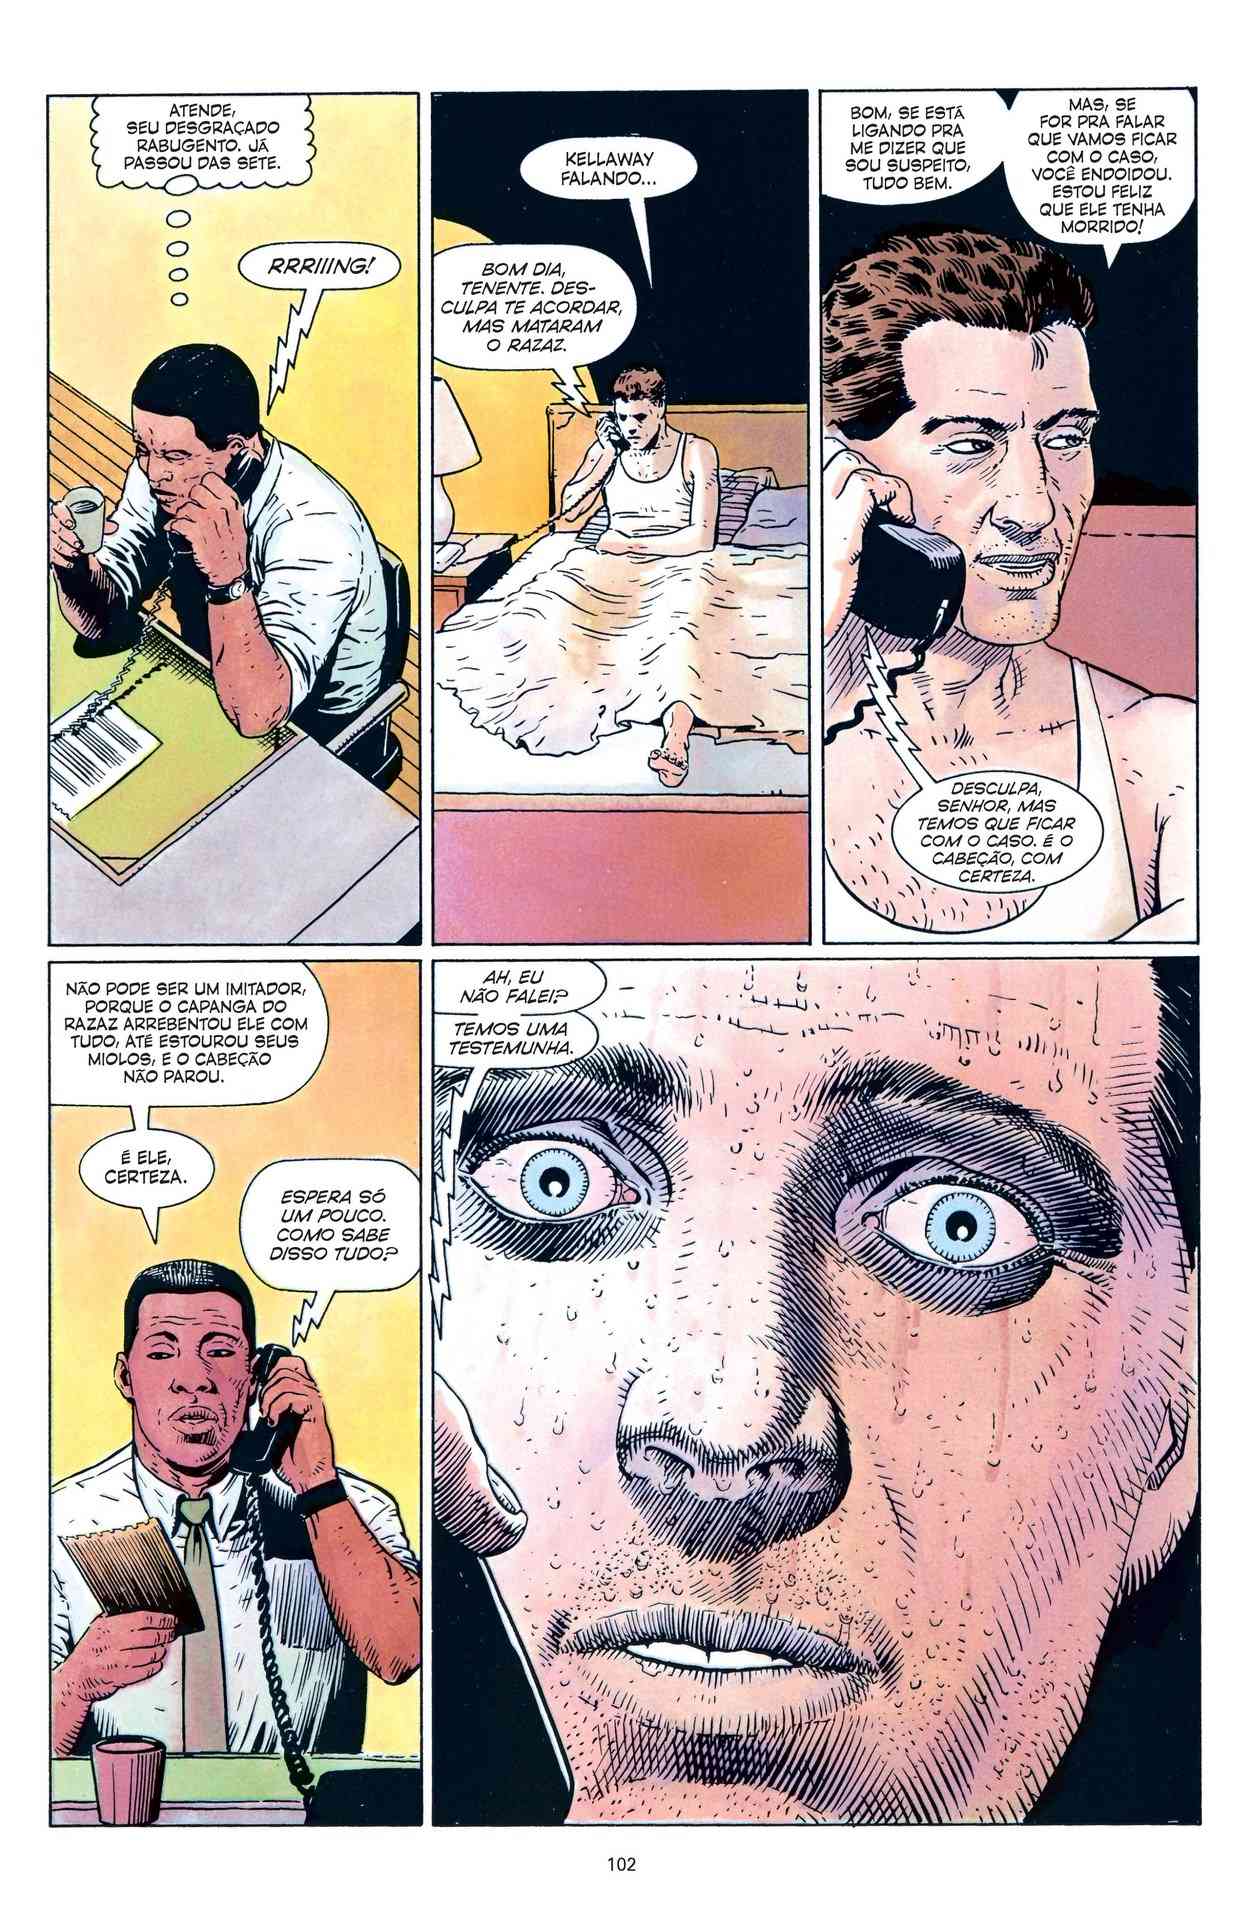 ATENDE,
SEU DESGRAÇADO
RABUGENTO. JÁ
PASSOU DAS SETE.
RRRIIING!
KELLAWAY
FALANDO...
BOM DIA,
TENENTE. DES-
CULPA TE ACORDAR,
MAS MATARAM
O RAZAZ.
BOM, SE ESTÁ
LIGANDO PRA
ME DIZER QUE
SOU SUSPEITO,
TUDO BEM.
MAS, SE
FOR PRA FALAR
QUE VAMOS FICAR
COM O CASO,
VOCÊ ENDOIDOU.
ESTOU FELIZ
QUE ELE TENHA
MORRIDO!
DESCULPA,
SENHOR, MAS
TEMOS QUE FICAR
COM O CASO. É O
CABEÇÃO, COM
CERTEZA.
NÃO PODE SER UM IMITADOR,
PORQUE O CAPANGA DO
RAZAZ ARREBENTOU ELE COM
TUDO, ATÉ ESTOUROU SEUS
MIOLOS, E O CABEÇÃO
NÃO PAROU.
É ELE,
CERTEZA.
ESPERA SÓ
UM POUCO.
COMO SABE
DISSO TUDO?
AH, EU
NÃO FALEI?
TEMOS UMA
TESTEMUNHA.
102